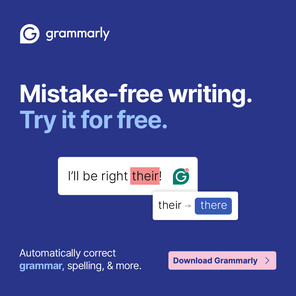 grammarly
Mistake-free writing.
Try it for free.
I'll be right their!
their → there
Automatically correct
grammar, spelling, & more.
Download Grammarly